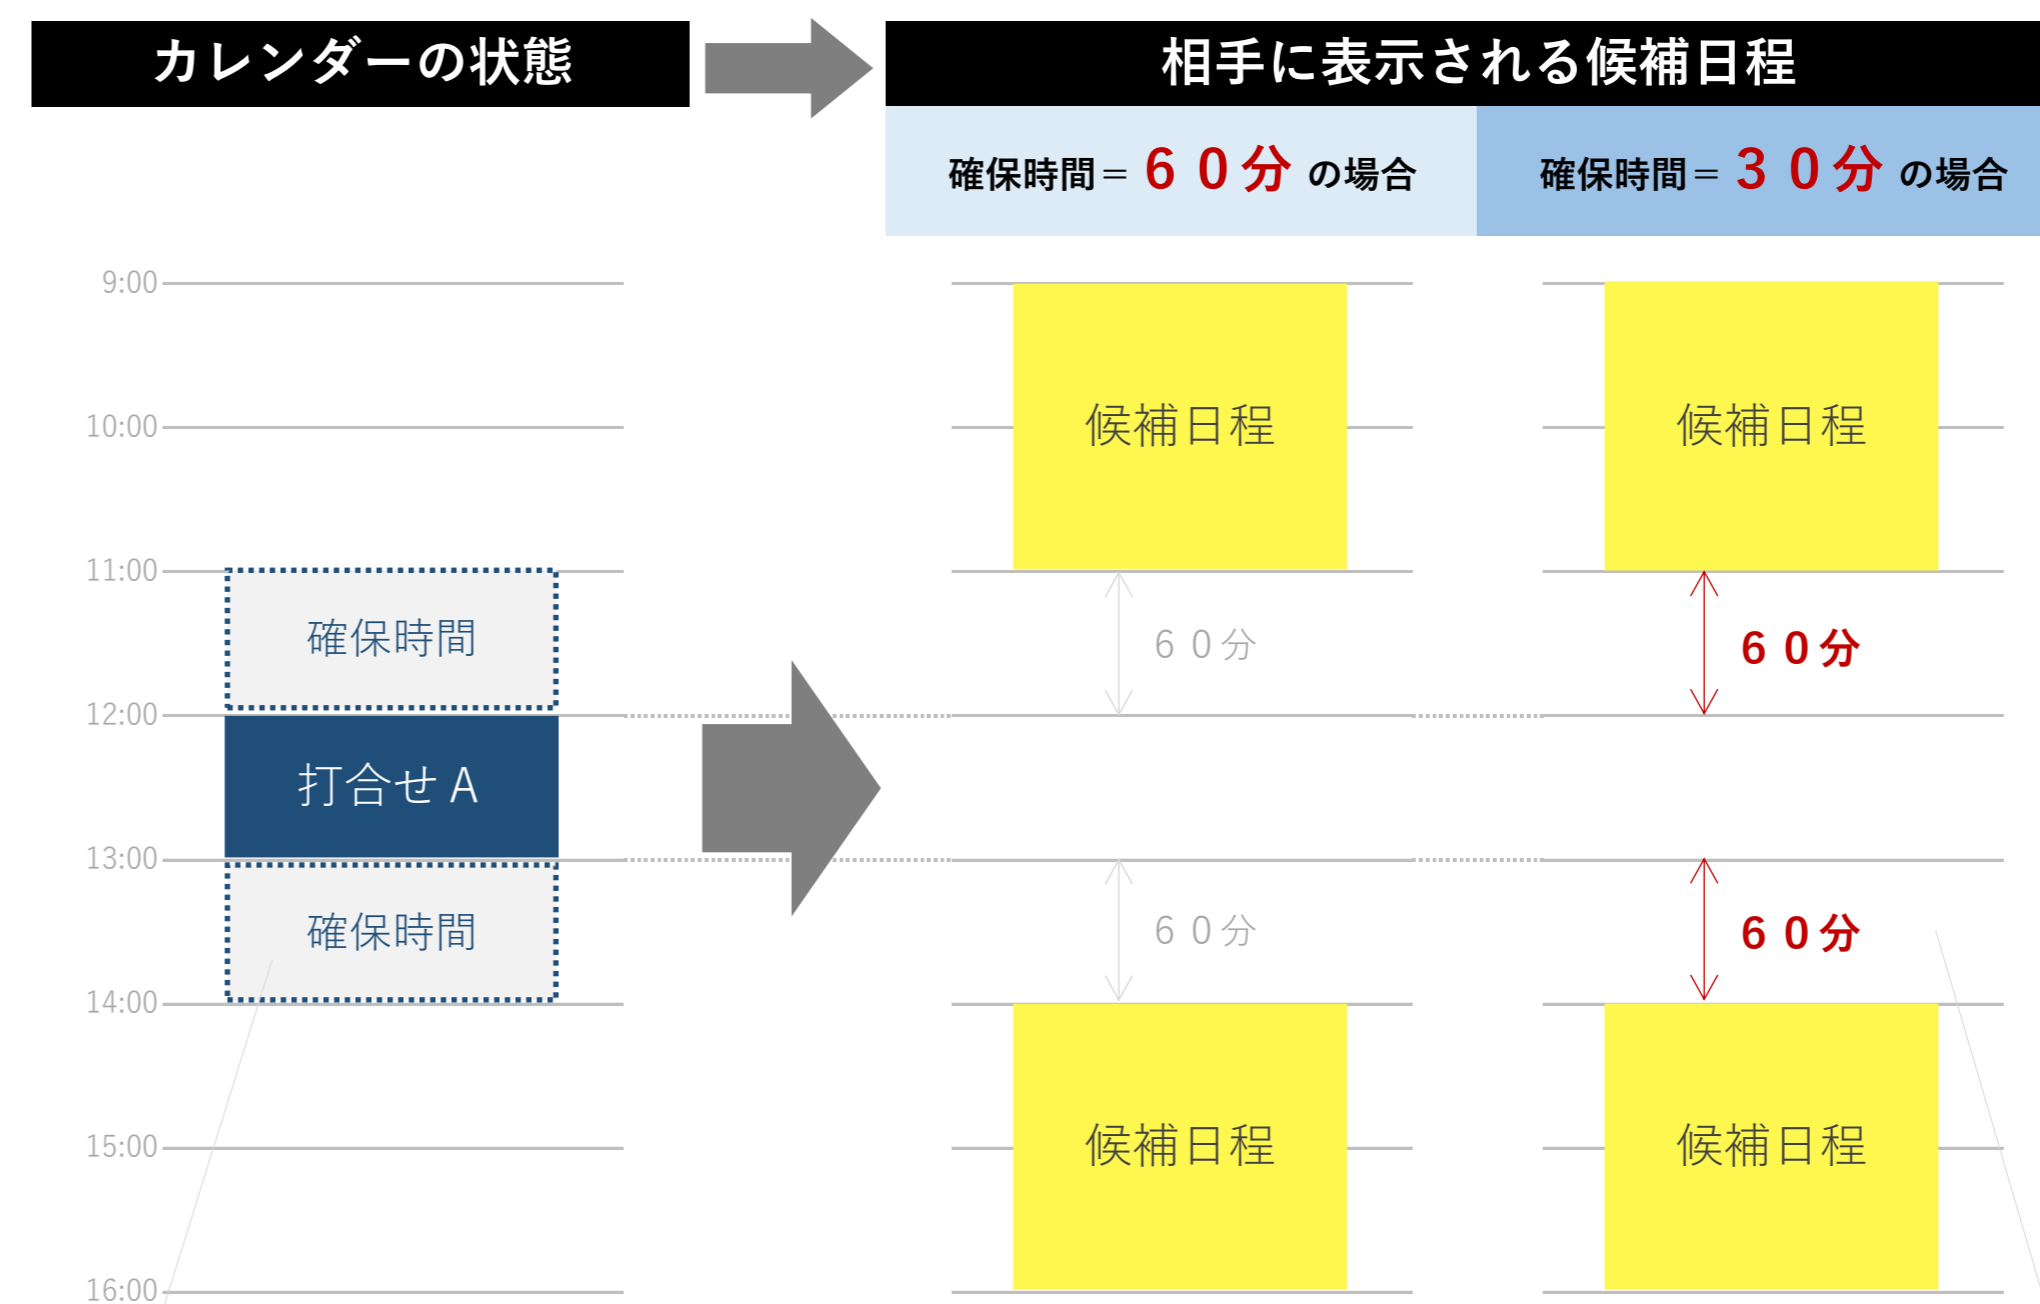 カレンダーの状態
相手に表示される候補日程
確保時間＝ ６０分 の場合
確保時間＝ ３０分 の場合
9:00
10:00
候補日程
候補日程
11:00
確保時間
６０分
６０分
12:00
打合せ A
13:00
確保時間
６０分
６０分
14:00
15:00
候補日程
候補日程
16:00